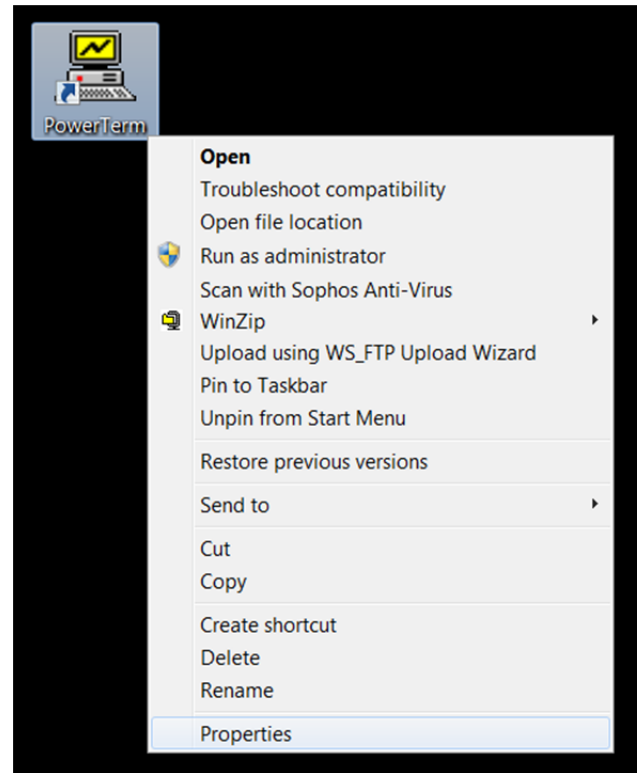 PowerTerm
Open
Troubleshoot compatibility
Open file location
Run as administrator
Scan with Sophos Anti-Virus
WinZip
Upload using WS_FTP Upload Wizard
Pin to Taskbar
Unpin from Start Menu
Restore previous versions
Send to
Cut
Copy
Create shortcut
Delete
Rename
Properties